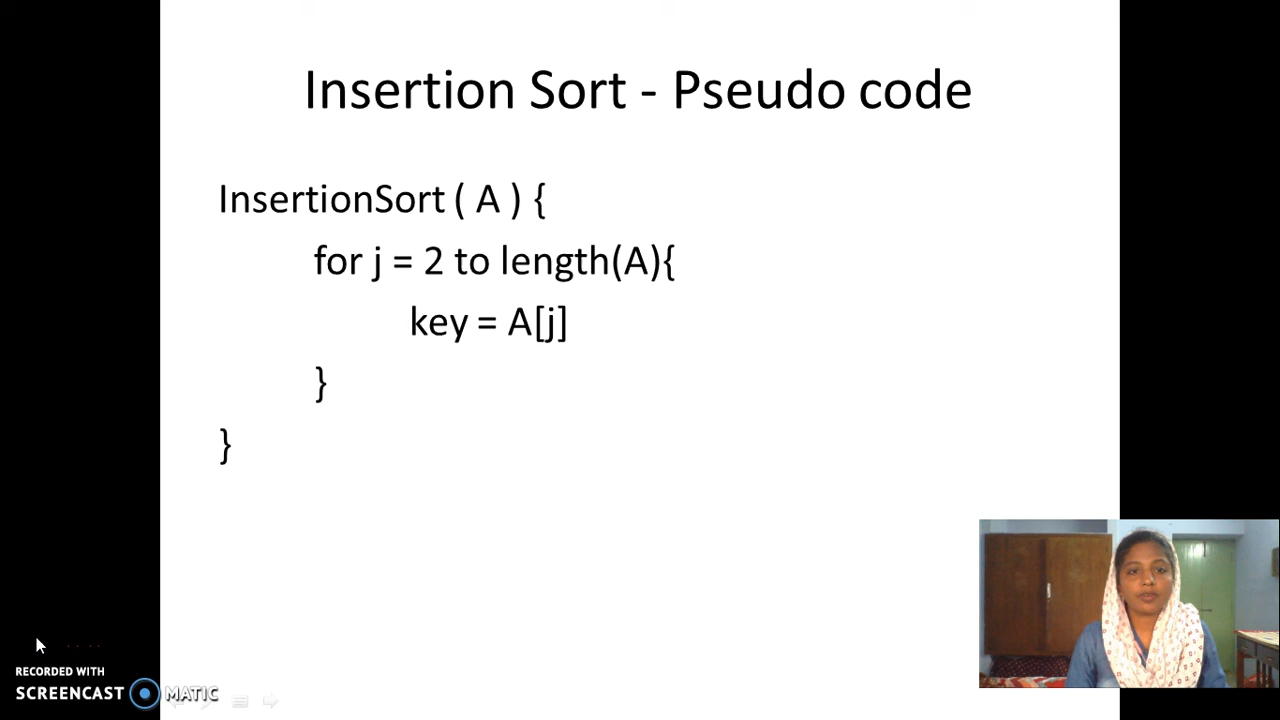 Insertion Sort - Pseudo code
InsertionSort ( A ) {
for j = 2 to length(A){
key = A[j]
}
}
RECORDED WITH
SCREENCAST MATIC